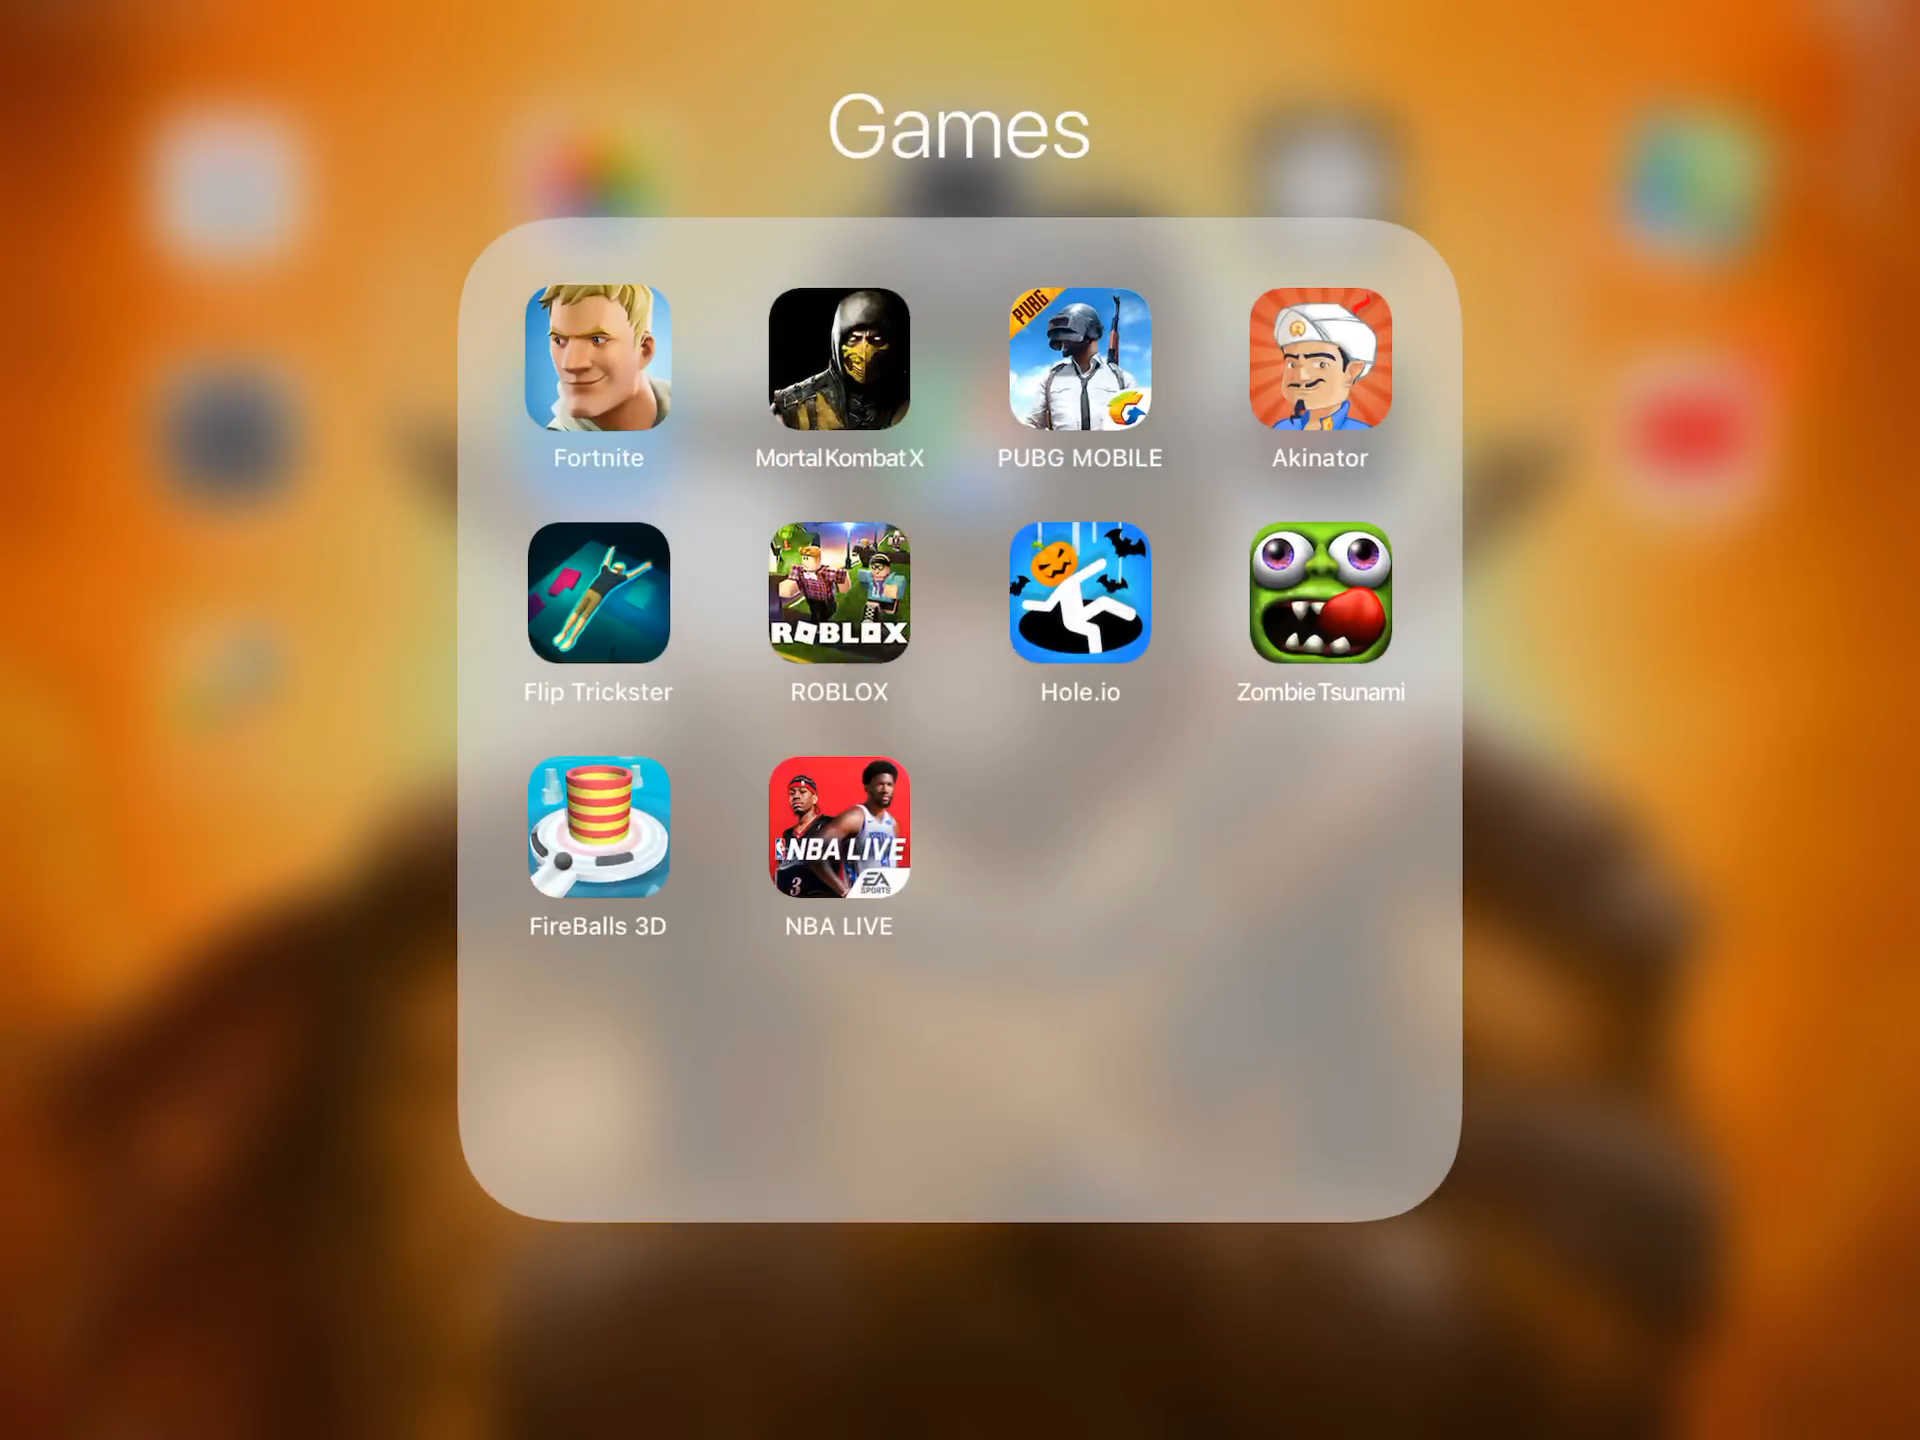 Games
PUBG
Fortnite
Mortal Kombat X
PUBG MOBILE
Akinator
ROBLOX
Flip Trickster
ROBLOX
Hole.io
Zombie Tsunami
NBA LIVE
3
EA
SPORTS
FireBalls 3D
NBA LIVE